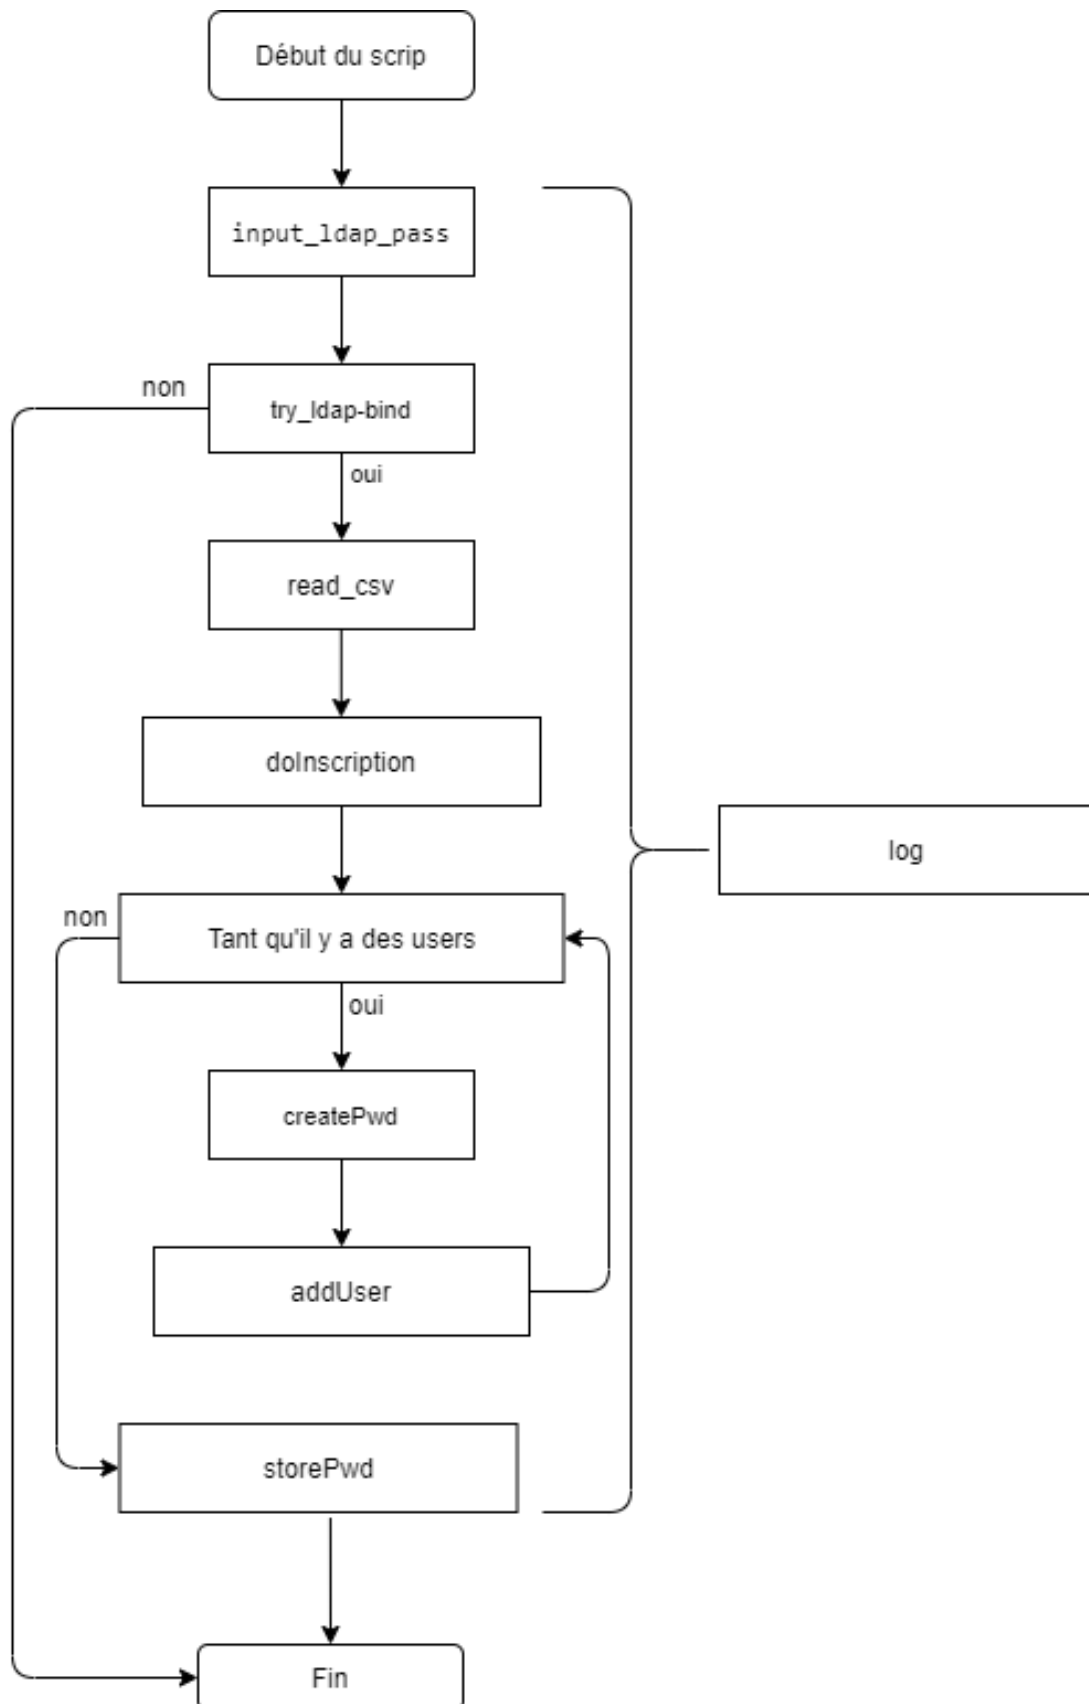 Début du scrip
input_ldap_pass
non
try_ldap-bind
oui
read_csv
doInscription
log
non
Tant qu'il y a des users
oui
createPwd
addUser
storePwd
Fin